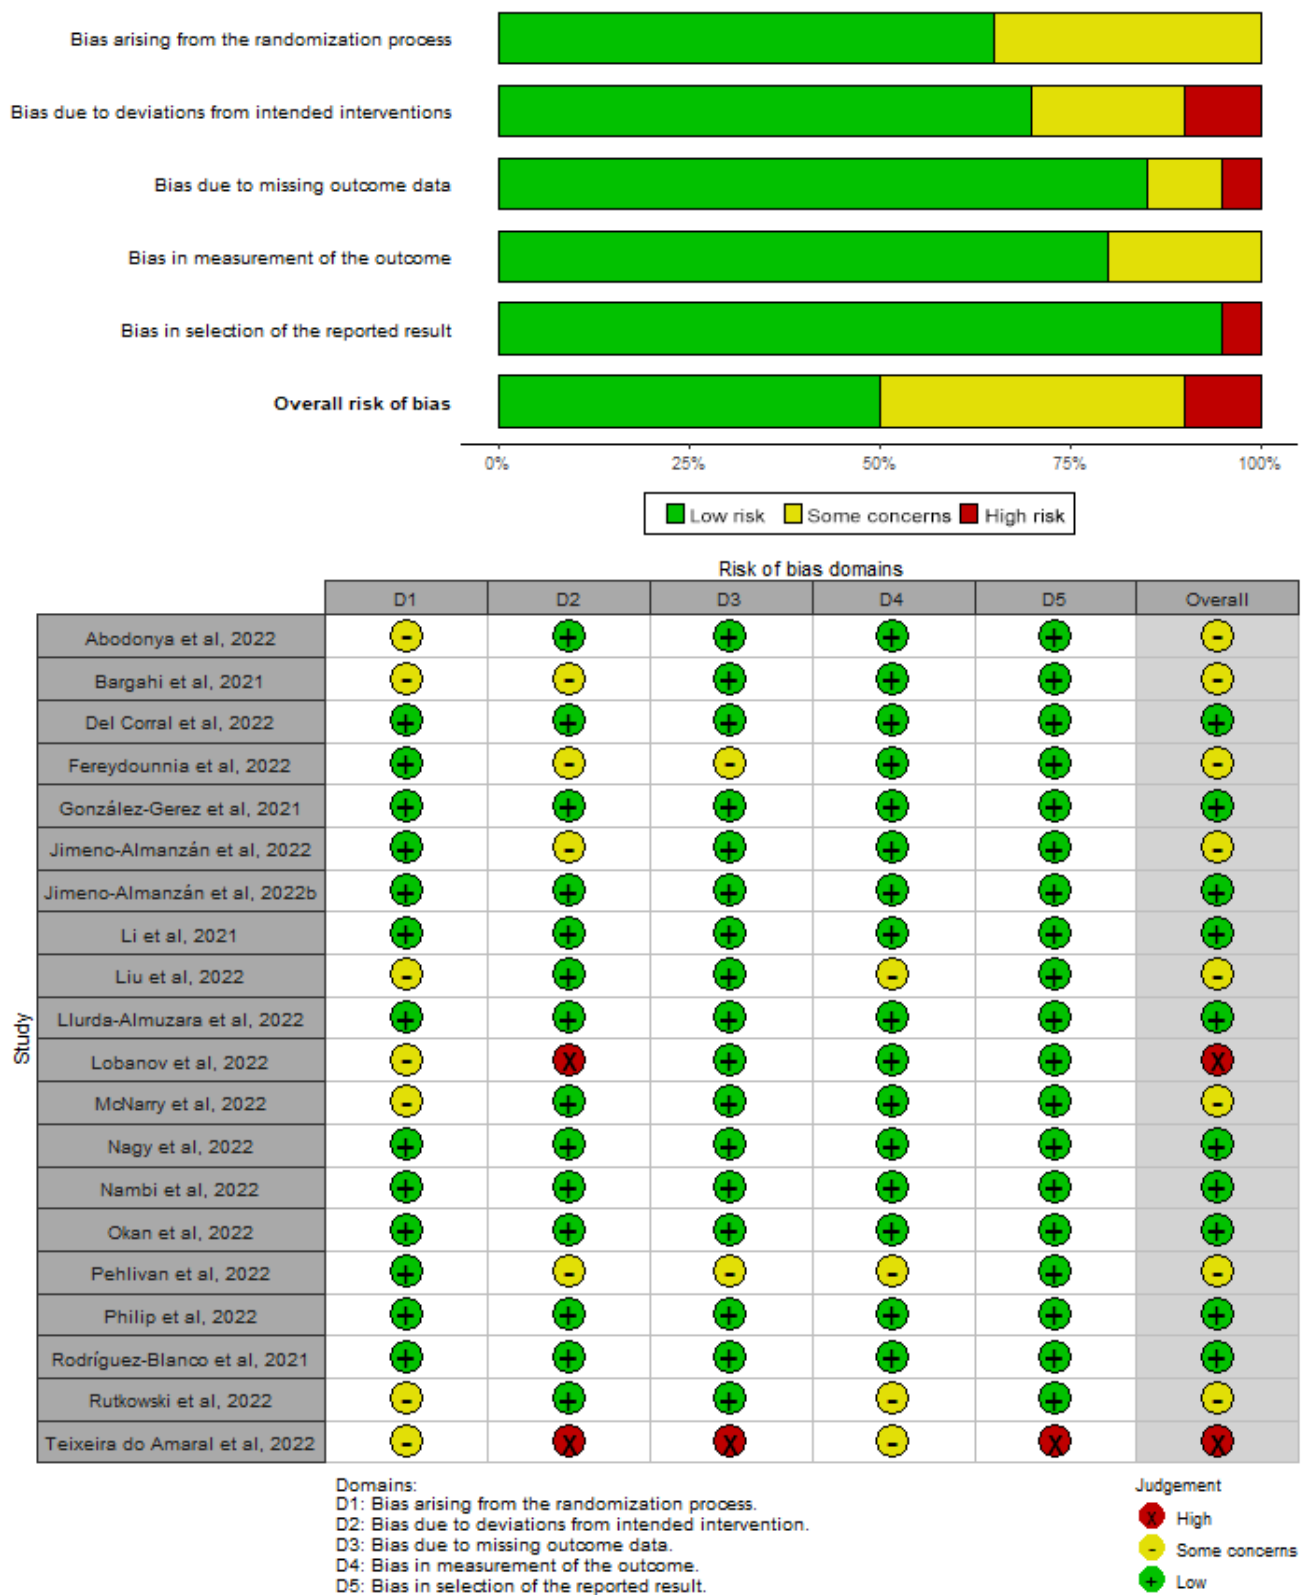 Bias arising from the randomization process
Bias due to deviations from intended interventions
Bias due to missing outcome data
Bias in measurement of the outcome
Bias in selection of the reported result
Overall risk of bias
0% 25% 50% 75% 100%
Low risk Some concerns High risk
Risk of bias domains
D1 D2 D3 D4 D5 Overall
Study
Abodonya et al, 2022 - + + + + -
Bargahi et al, 2021 - - + + + -
Del Corral et al, 2022 + + + + + +
Fereydounnia et al, 2022 + - - + + -
González-Gerez et al, 2021 + + + + + +
Jimeno-Almanzán et al, 2022 + - + + + -
Jimeno-Almanzán et al, 2022b + + + + + +
Li et al, 2021 + + + + + +
Liu et al, 2022 - + + - + -
Llurda-Almuzara et al, 2022 + + + + + +
Lobanov et al, 2022 - X + + + X
McNarry et al, 2022 - + + + + -
Nagy et al, 2022 + + + + + +
Nambi et al, 2022 + + + + + +
Okan et al, 2022 + + + + + +
Pehlivan et al, 2022 + - - - + -
Philip et al, 2022 + + + + + +
Rodríguez-Blanco et al, 2021 + + + + + +
Rutkowski et al, 2022 - + + - + -
Teixeira do Amaral et al, 2022 - X X - X X
Domains:
D1: Bias arising from the randomization process.
D2: Bias due to deviations from intended intervention.
D3: Bias due to missing outcome data.
D4: Bias in measurement of the outcome.
D5: Bias in selection of the reported result.
Judgement
X High
- Some concerns
+ Low